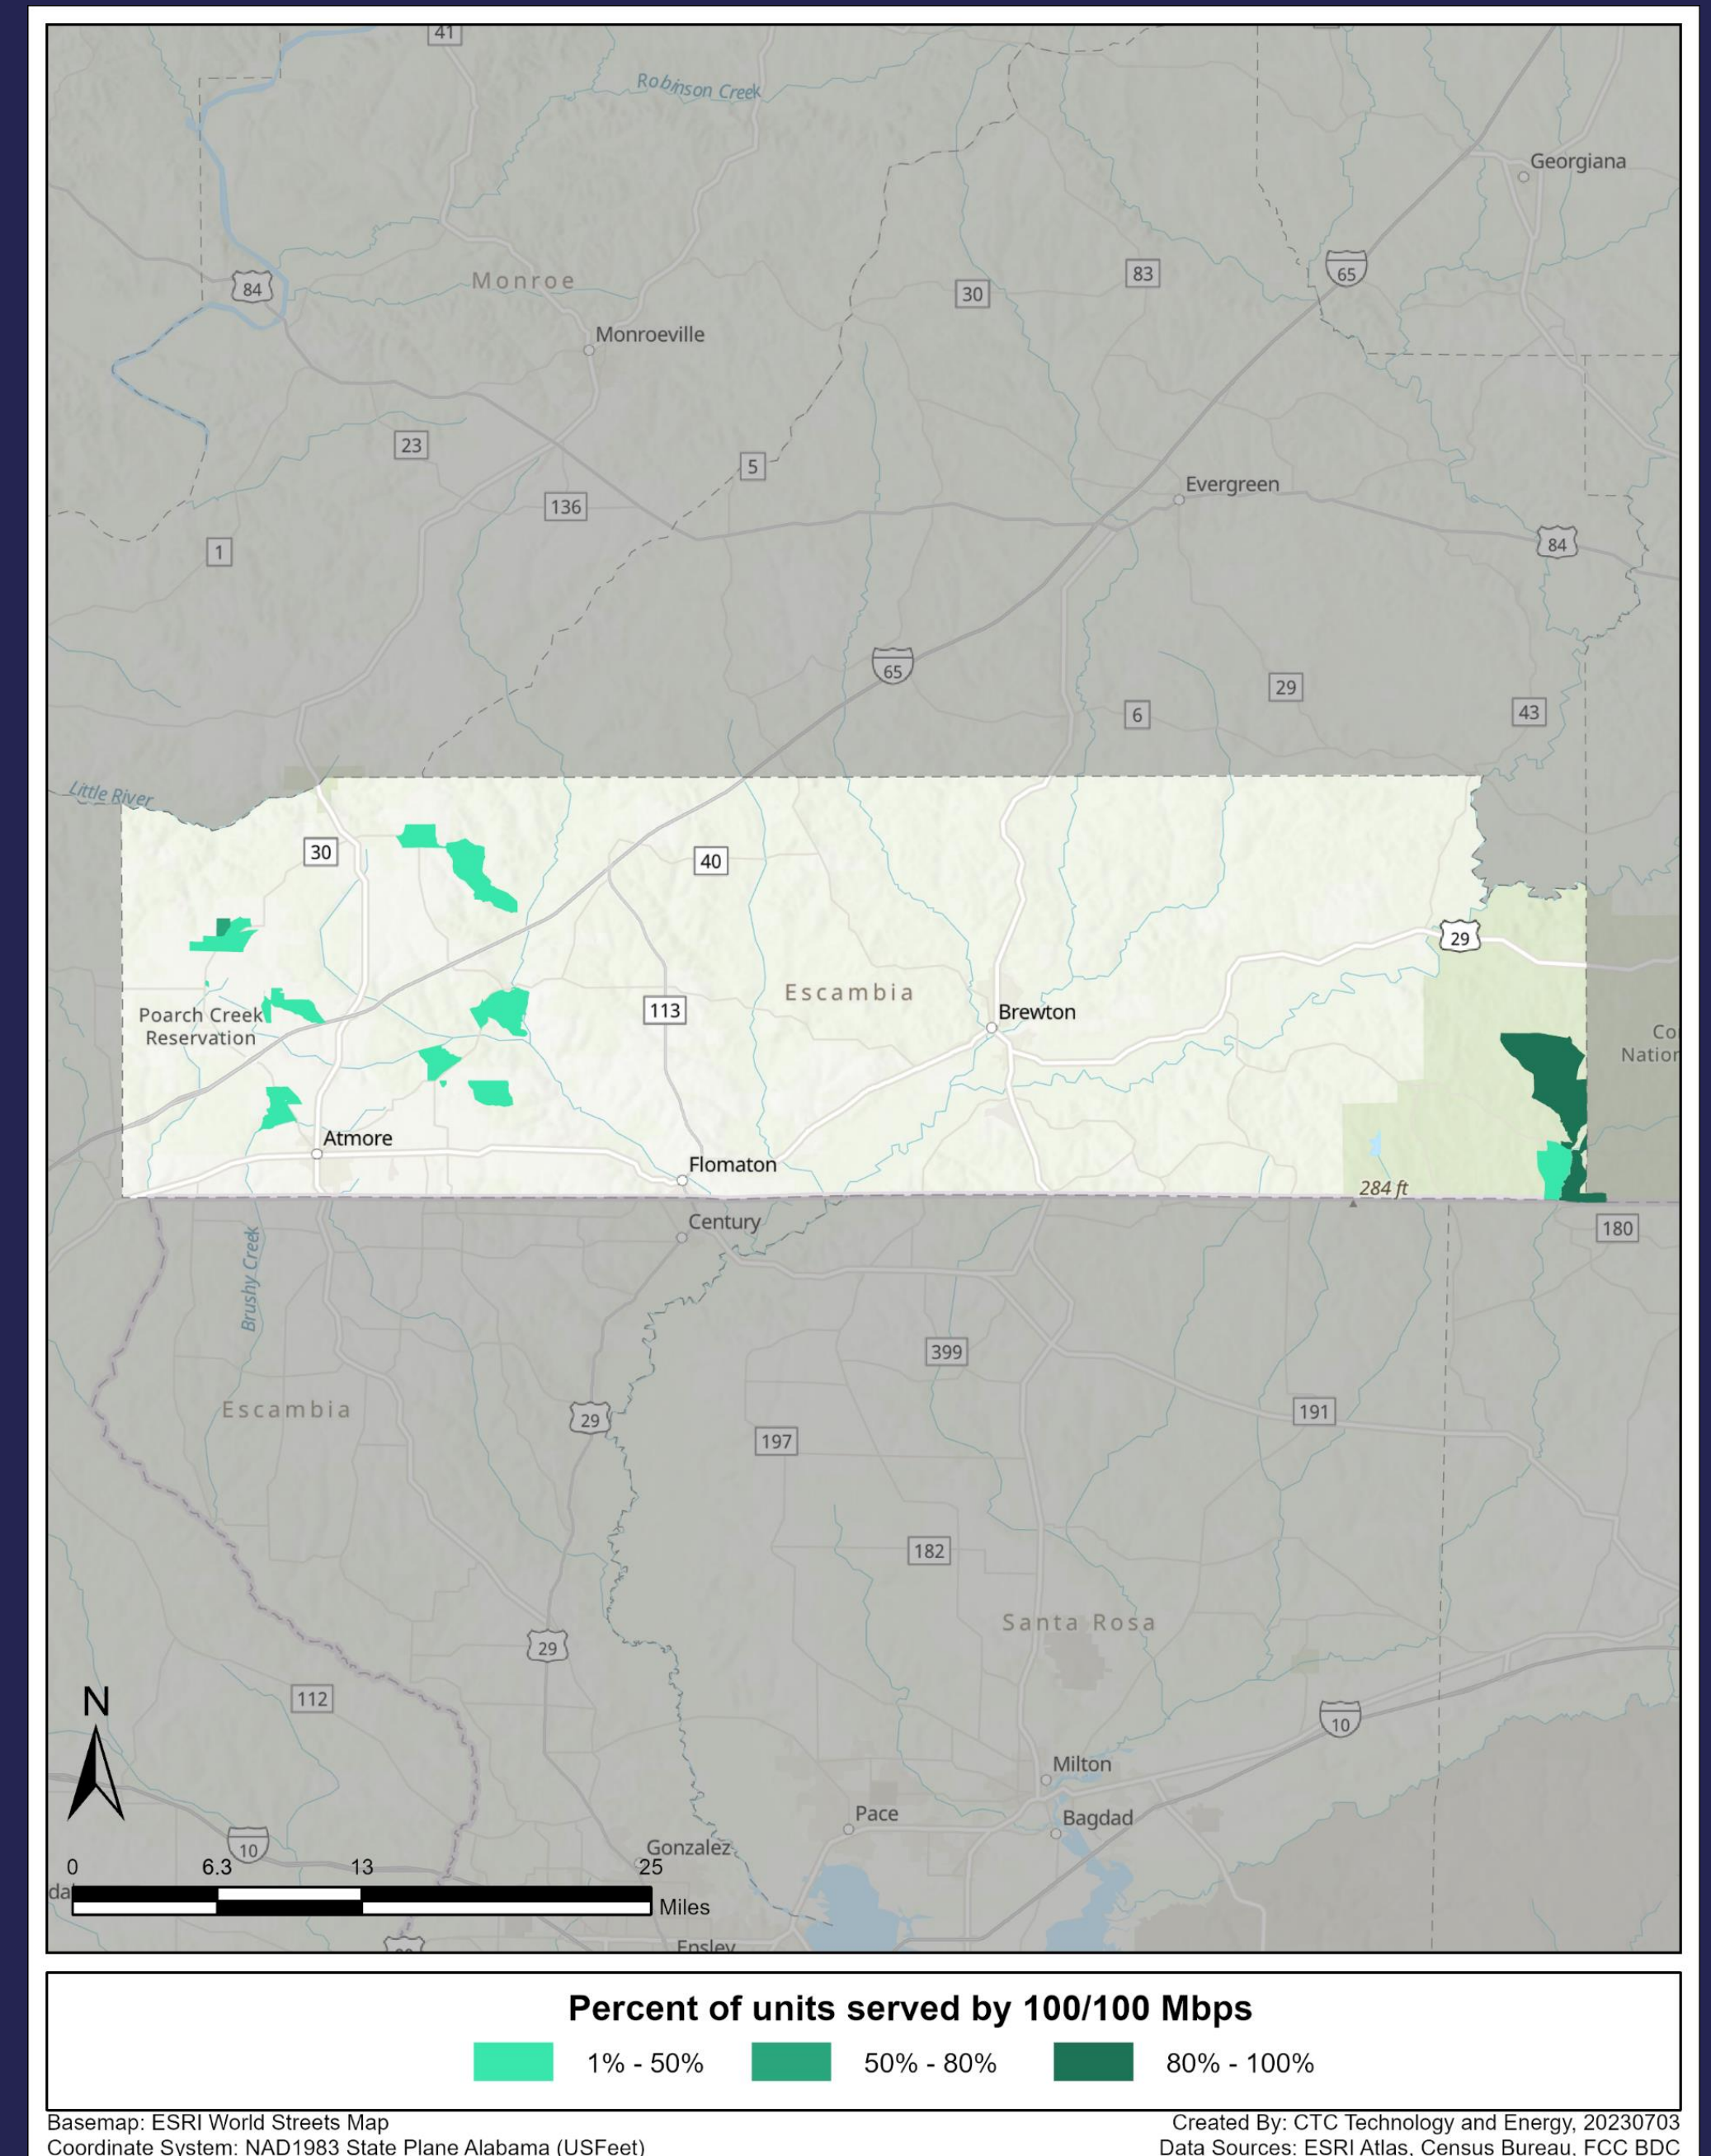 41
Robinson Creek
Georgiana
84
Monroe
30
83
65
Monroeville
23
5
136
Evergreen
1
84
65
29
6
43
Little River
30
40
29
Escambia
113
Brewton
Poarch Creek
Reservation
Co
Nation
Atmore
Flomaton
284 ft
Century
180
Brushy Creek
399
Escambia
29
191
197
182
Santa Rosa
29
N
112
10
Milton
Pace
Bagdad
10
Gonzalez
0 6.3 13 25
da
Miles
Ensley
Percent of units served by 100/100 Mbps
1% - 50% 50% - 80% 80% - 100%
Basemap: ESRI World Streets Map
Created By: CTC Technology and Energy, 20230703
Coordinate System: NAD1983 State Plane Alabama (USFeet)
Data Sources: ESRI Atlas, Census Bureau, FCC BDC